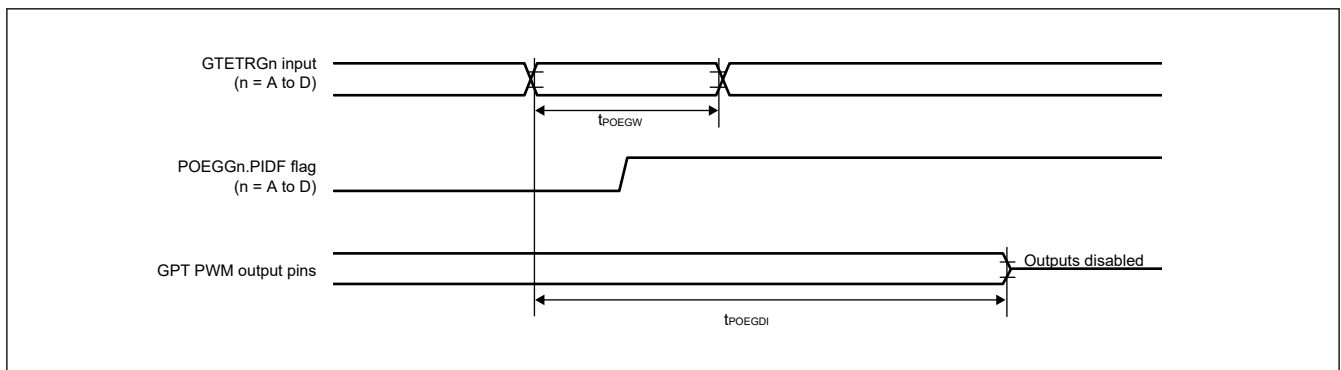 GTETRGn input
(n = A to D)
tPOEGW
POEGGn.PIDF flag
(n = A to D)
GPT PWM output pins
Outputs disabled
tPOEGDI